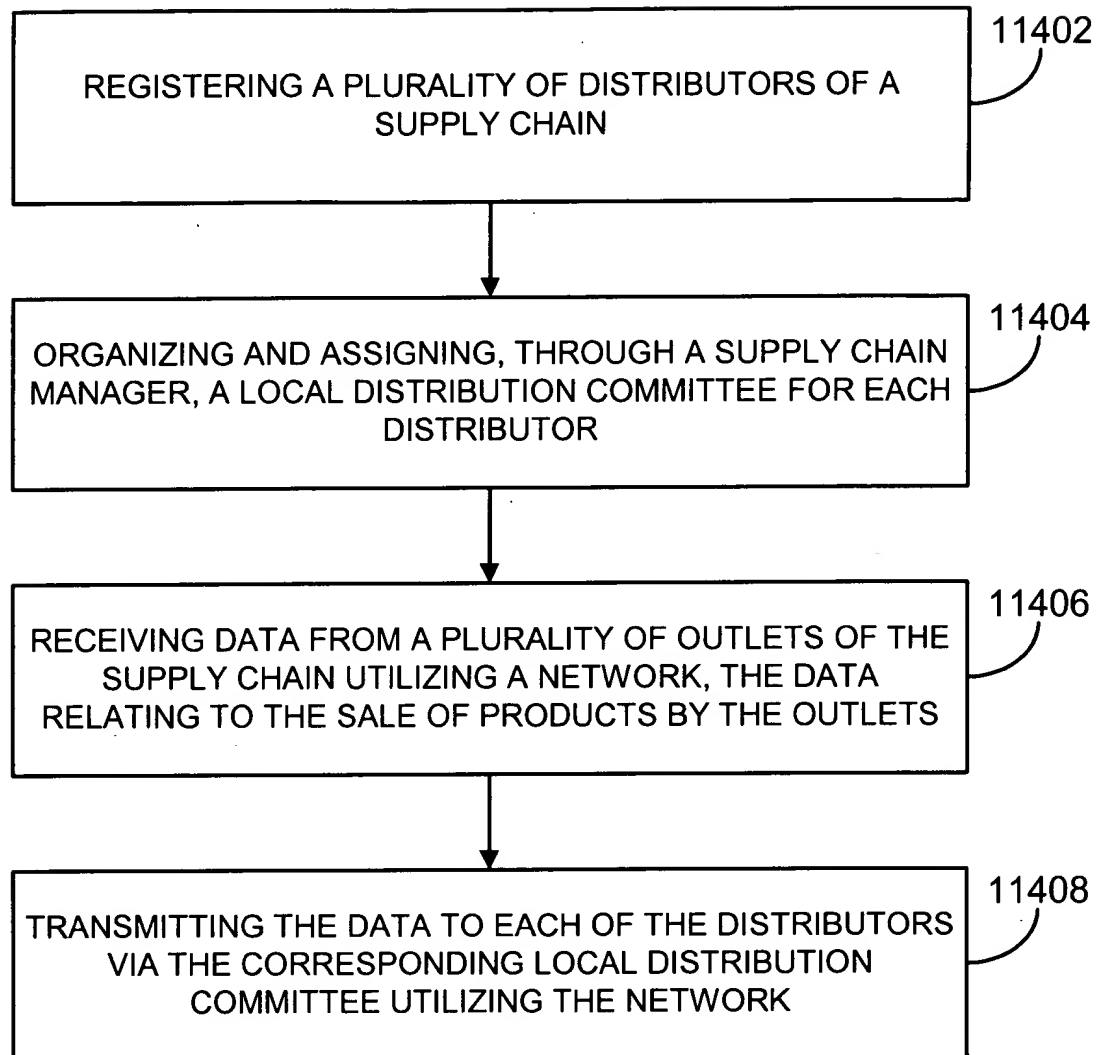 11402
REGISTERING A PLURALITY OF DISTRIBUTORS OF A
SUPPLY CHAIN
11404
ORGANIZING AND ASSIGNING, THROUGH A SUPPLY CHAIN
MANAGER, A LOCAL DISTRIBUTION COMMITTEE FOR EACH
DISTRIBUTOR
11406
RECEIVING DATA FROM A PLURALITY OF OUTLETS OF THE
SUPPLY CHAIN UTILIZING A NETWORK, THE DATA
RELATING TO THE SALE OF PRODUCTS BY THE OUTLETS
11408
TRANSMITTING THE DATA TO EACH OF THE DISTRIBUTORS
VIA THE CORRESPONDING LOCAL DISTRIBUTION
COMMITTEE UTILIZING THE NETWORK